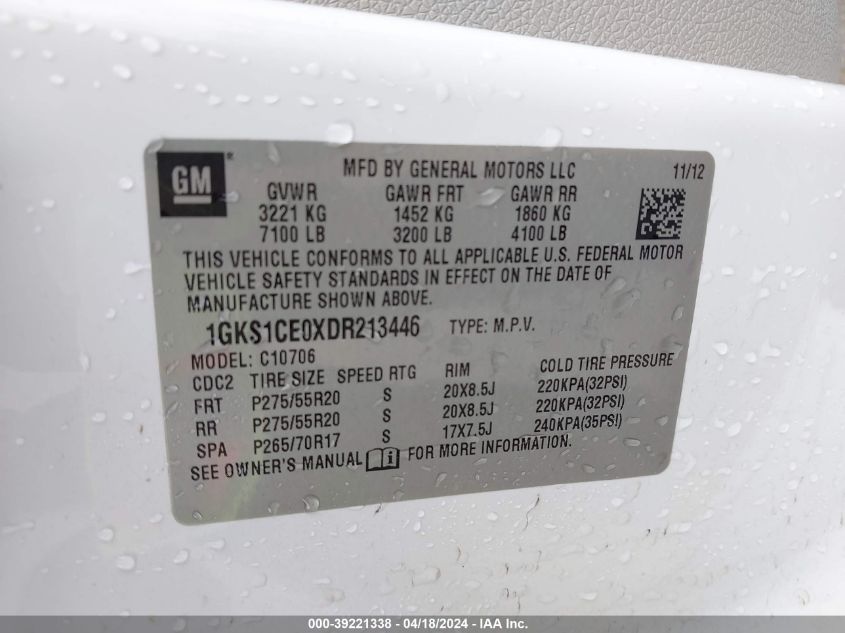 GM®
MFD BY GENERAL MOTORS LLC 11/12
GVWR GAWR FRT GAWR RR
3221 KG 1452 KG 1860 KG
7100 LB 3200 LB 4100 LB
THIS VEHICLE CONFORMS TO ALL APPLICABLE U.S. FEDERAL MOTOR
VEHICLE SAFETY STANDARDS IN EFFECT ON THE DATE OF
MANUFACTURE SHOWN ABOVE.
1GKS1CE0XDR213446 TYPE: M.P.V.
MODEL: C10706
CDC2 TIRE SIZE SPEED RTG RIM COLD TIRE PRESSURE
FRT P275/55R20 S 20X8.5J 220KPA(32PSI)
RR P275/55R20 S 20X8.5J 220KPA(32PSI)
SPA P265/70R17 S 17X7.5J 240KPA(35PSI)
SEE OWNER'S MANUAL i FOR MORE INFORMATION.
000-39221338 - 04/18/2024 - IAA Inc.